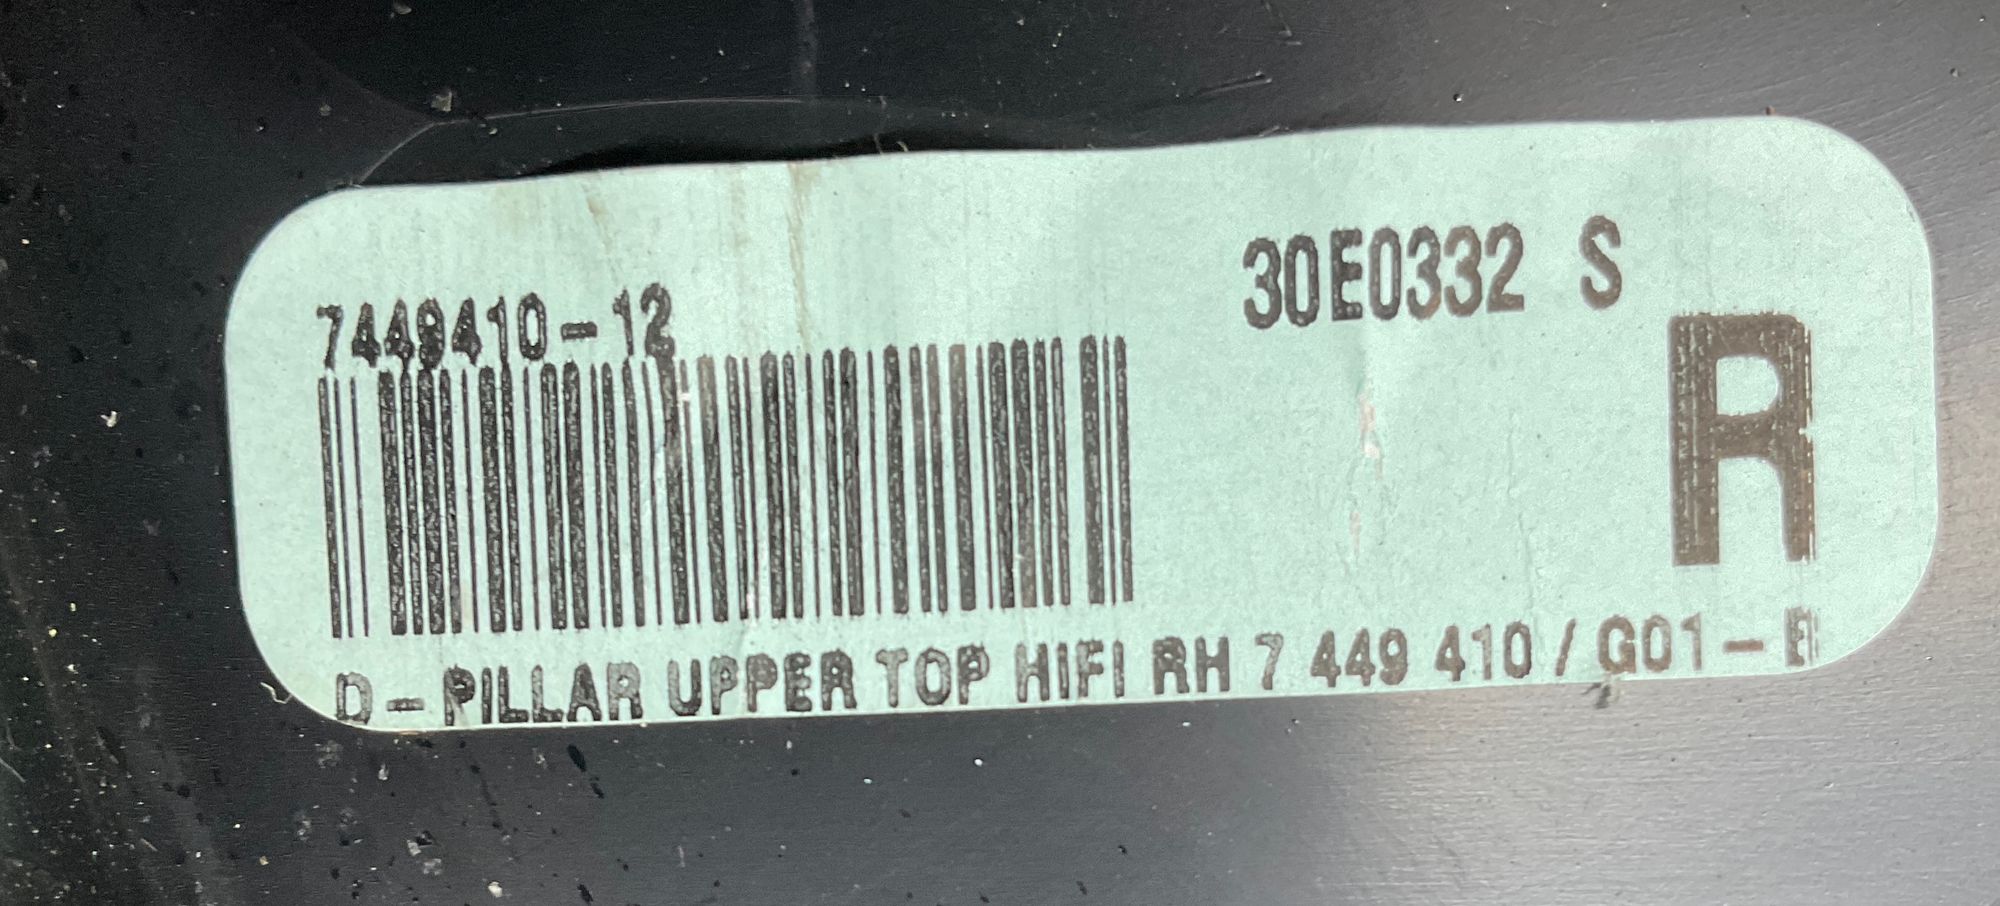 30E0332 S
7449410-12
R
D-PILLAR UPPER TOP HIFI RH 7 449 410 / G01-